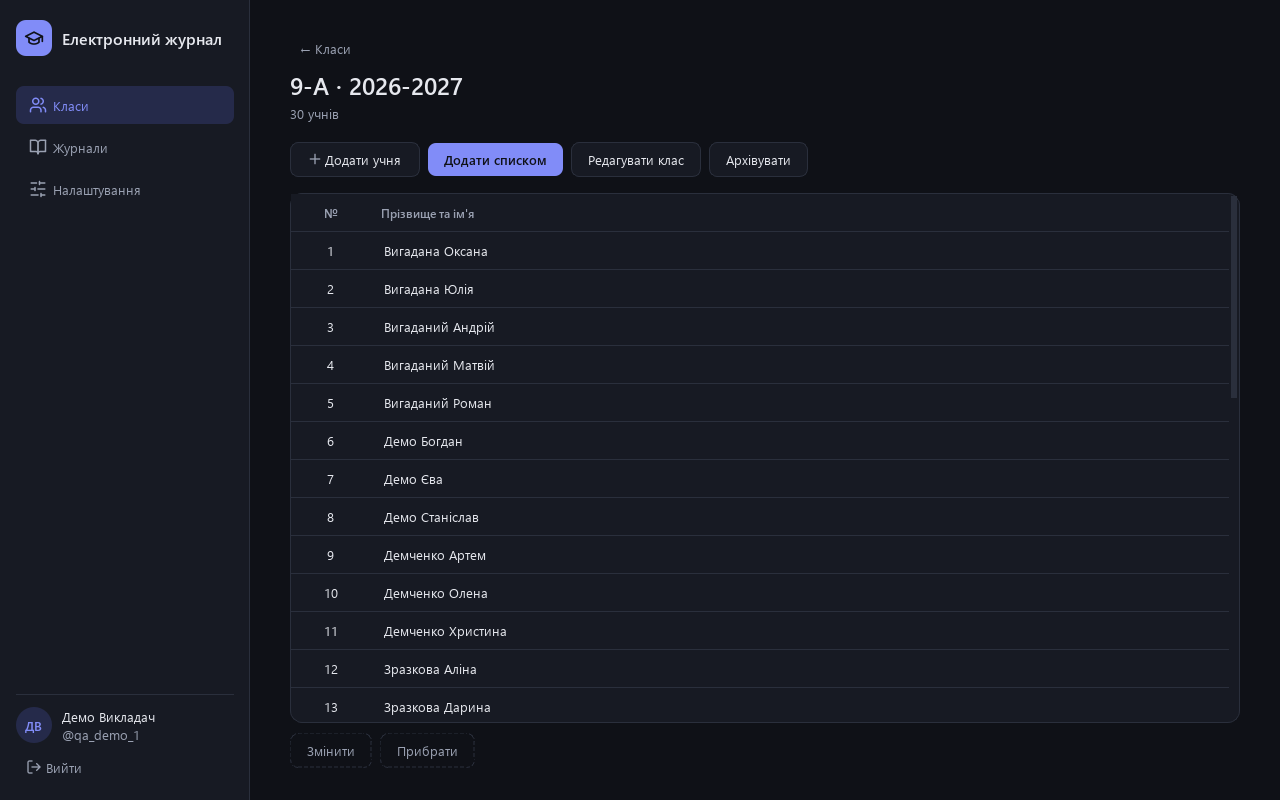 Електронний журнал
Класи
Журнали
Налаштування
ДВ
Демо Викладач
@qa_demo_1
Вийти
← Класи
9-А · 2026-2027
30 учнів
Додати учня
Додати списком
Редагувати клас
Архівувати
№ Прізвище та ім'я
1 Вигадана Оксана
2 Вигадана Юлія
3 Вигаданий Андрій
4 Вигаданий Матвій
5 Вигаданий Роман
6 Демо Богдан
7 Демо Єва
8 Демо Станіслав
9 Демченко Артем
10 Демченко Олена
11 Демченко Христина
12 Зразкова Аліна
13 Зразкова Дарина
Змінити
Прибрати